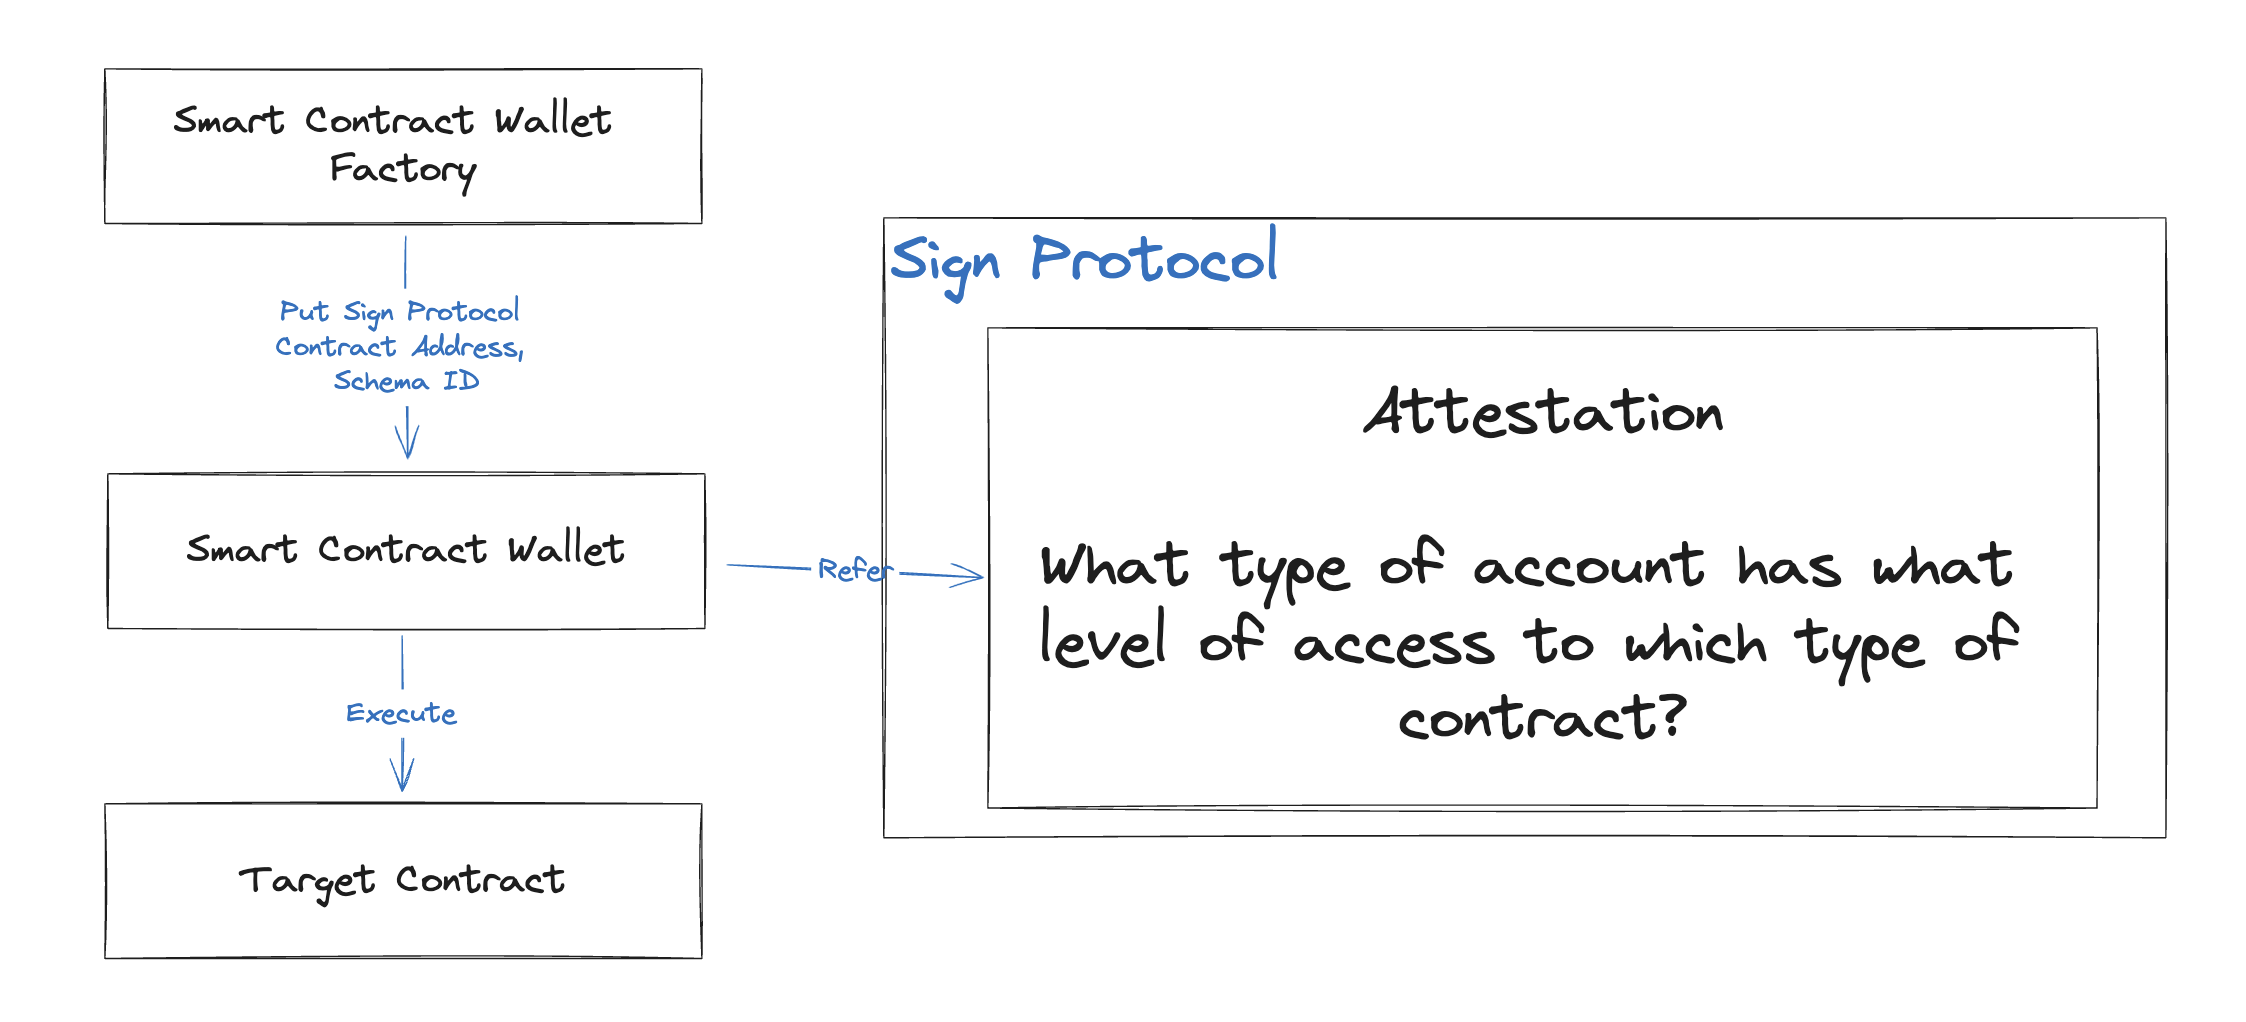 Smart Contract Wallet
Factory
Put Sign Protocol
Contract Address,
Schema ID
Smart Contract Wallet
Execute
Target Contract
Refer
Sign Protocol
Attestation
What type of account has what
level of access to which type of
contract?